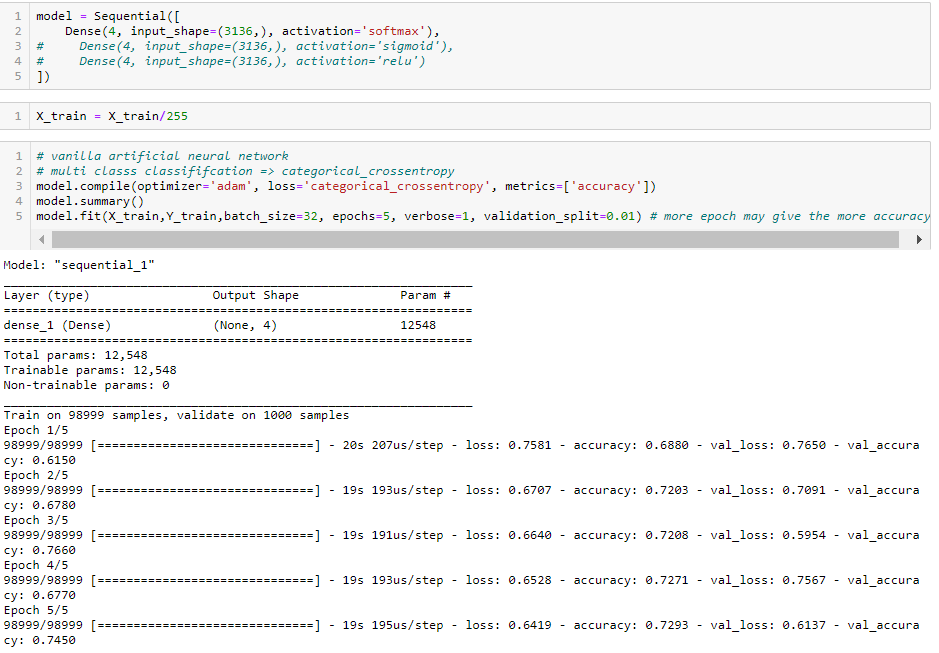 1 model = Sequential([
2     Dense(4, input_shape=(3136,), activation='softmax'),
3 #     Dense(4, input_shape=(3136,), activation='sigmoid'),
4 #     Dense(4, input_shape=(3136,), activation='relu')
5 ])
1 X_train = X_train/255
1 # vanilla artificial neural network
2 # multi classs classififcation => categorical_crossentropy
3 model.compile(optimizer='adam', loss='categorical_crossentropy', metrics=['accuracy'])
4 model.summary()
5 model.fit(X_train,Y_train,batch_size=32, epochs=5, verbose=1, validation_split=0.01) # more epoch may give the more accuracy
Model: "sequential_1"
_________________________________________________________________
Layer (type)                 Output Shape              Param #
=================================================================
dense_1 (Dense)              (None, 4)                 12548
=================================================================
Total params: 12,548
Trainable params: 12,548
Non-trainable params: 0
_________________________________________________________________
Train on 98999 samples, validate on 1000 samples
Epoch 1/5
98999/98999 [==============================] - 20s 207us/step - loss: 0.7581 - accuracy: 0.6880 - val_loss: 0.7650 - val_accura
cy: 0.6150
Epoch 2/5
98999/98999 [==============================] - 19s 193us/step - loss: 0.6707 - accuracy: 0.7203 - val_loss: 0.7091 - val_accura
cy: 0.6780
Epoch 3/5
98999/98999 [==============================] - 19s 191us/step - loss: 0.6640 - accuracy: 0.7208 - val_loss: 0.5954 - val_accura
cy: 0.7660
Epoch 4/5
98999/98999 [==============================] - 19s 193us/step - loss: 0.6528 - accuracy: 0.7271 - val_loss: 0.7567 - val_accura
cy: 0.6770
Epoch 5/5
98999/98999 [==============================] - 19s 195us/step - loss: 0.6419 - accuracy: 0.7293 - val_loss: 0.6137 - val_accura
cy: 0.7450